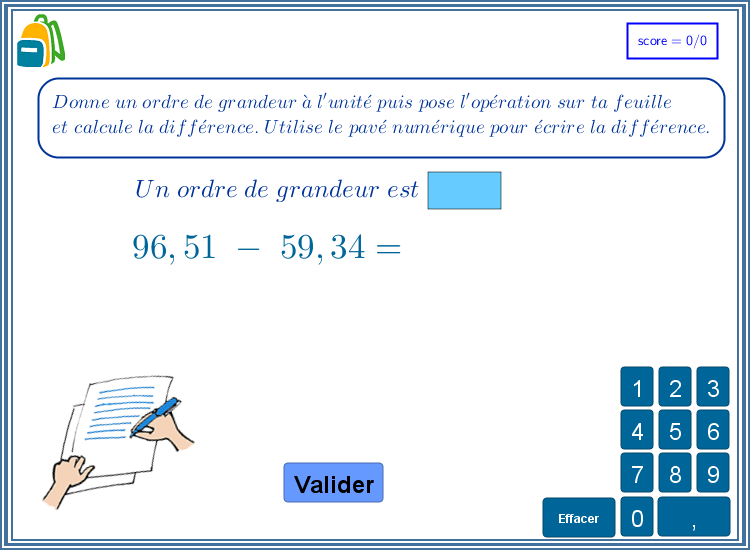 score = 0/0
Donne un ordre de grandeur à l'unité puis pose l'opération sur ta feuille
et calcule la différence. Utilise le pavé numérique pour écrire la différence.
Un ordre de grandeur est
96, 51 − 59, 34 =
1 2 3
4 5 6
7 8 9
Valider
Effacer 0 ,